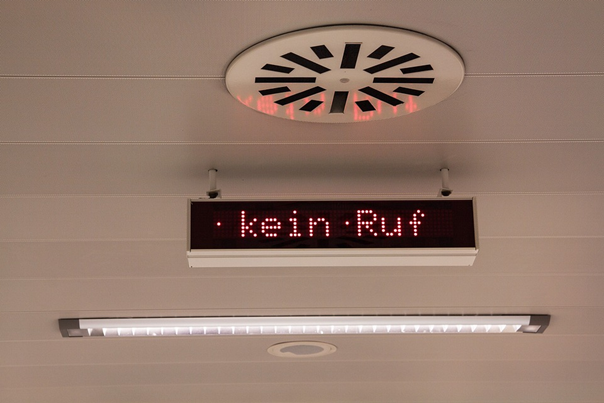 · kein · Ruf